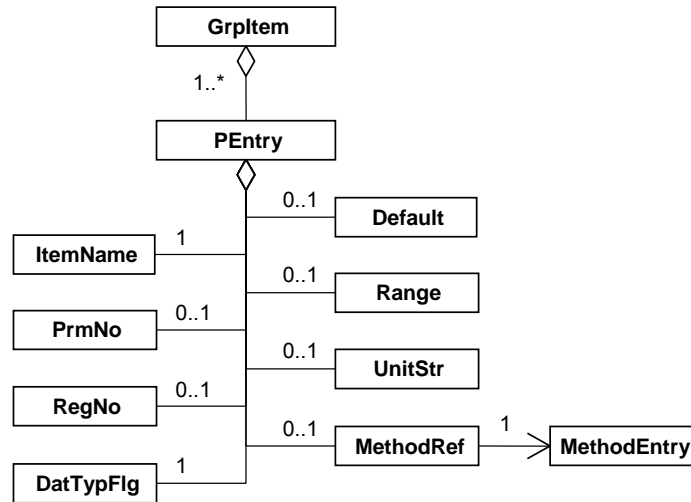 GrpItem
1..*
PEntry
0..1
Default
1
ItemName
0..1
Range
0..1
PrmNo
0..1
UnitStr
0..1
RegNo
0..1
MethodRef
1
MethodEntry
1
DatTypFlg